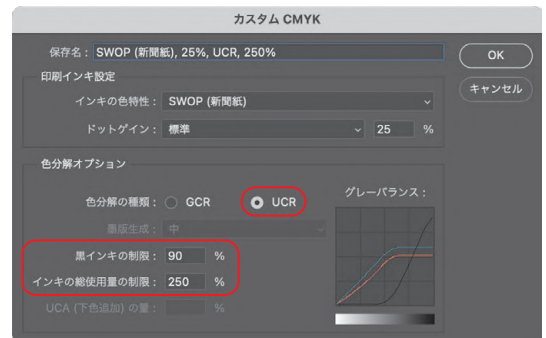 カスタム CMYK
保存名： SWOP (新聞紙), 25%, UCR, 250%
OK
印刷インキ設定
キャンセル
インキの色特性： SWOP (新聞紙)
ドットゲイン： 標準 25 %
色分解オプション
色分解の種類： GCR UCR
グレーバランス：
墨版生成： 中
黒インキの制限： 90 %
インキの総使用量の制限： 250 %
UCA (下色追加) の量： %